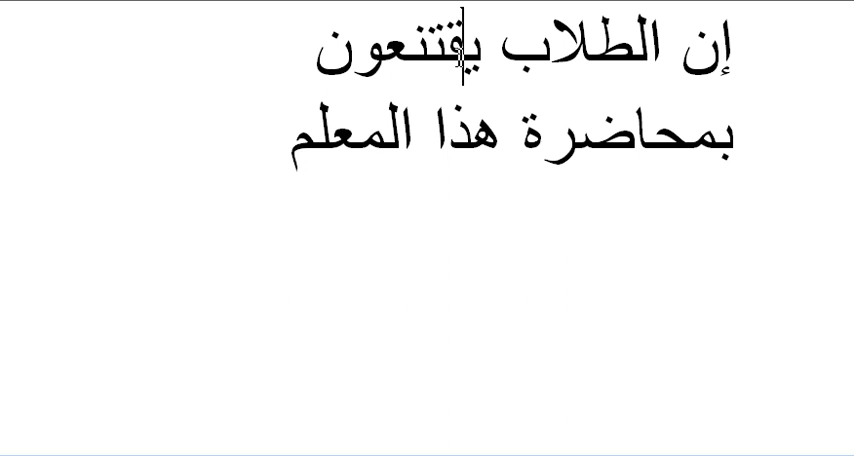 إن الطلاب يقتنعون
بمحاضرة هذا المعلم